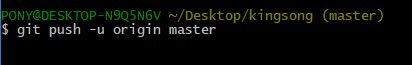 PONY@DESKTOP-N9Q5N6V ~/Desktop/kingsong (master)
$ git push -u origin master